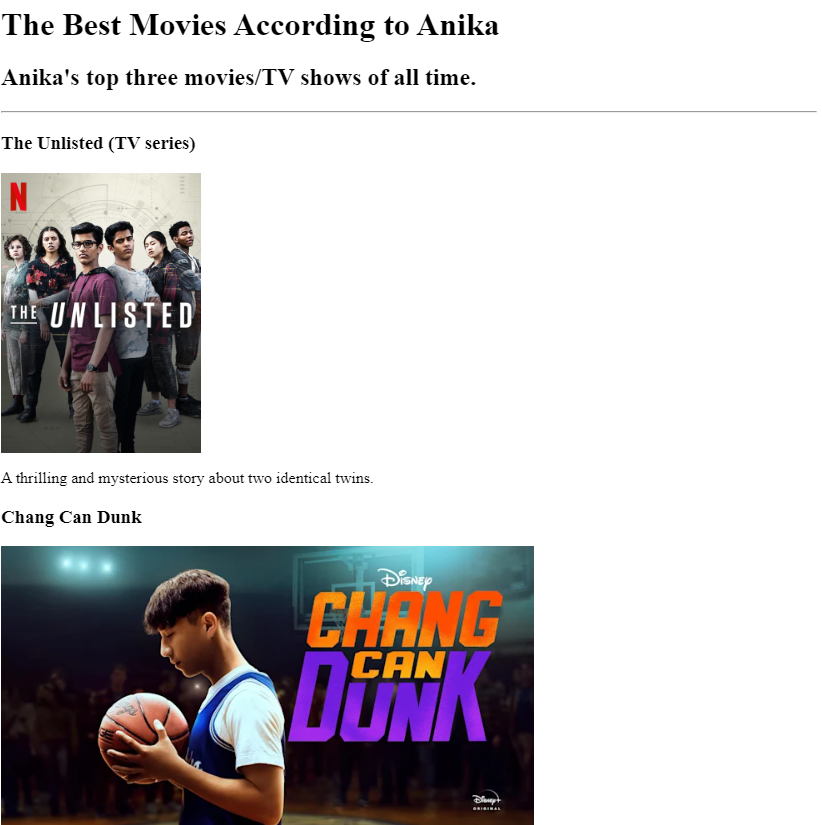 The Best Movies According to Anika
Anika's top three movies/TV shows of all time.
The Unlisted (TV series)
N
THE UNLISTED
A thrilling and mysterious story about two identical twins.
Chang Can Dunk
Disney
CHANG
CAN
DUNK
Disney+
ORIGINAL